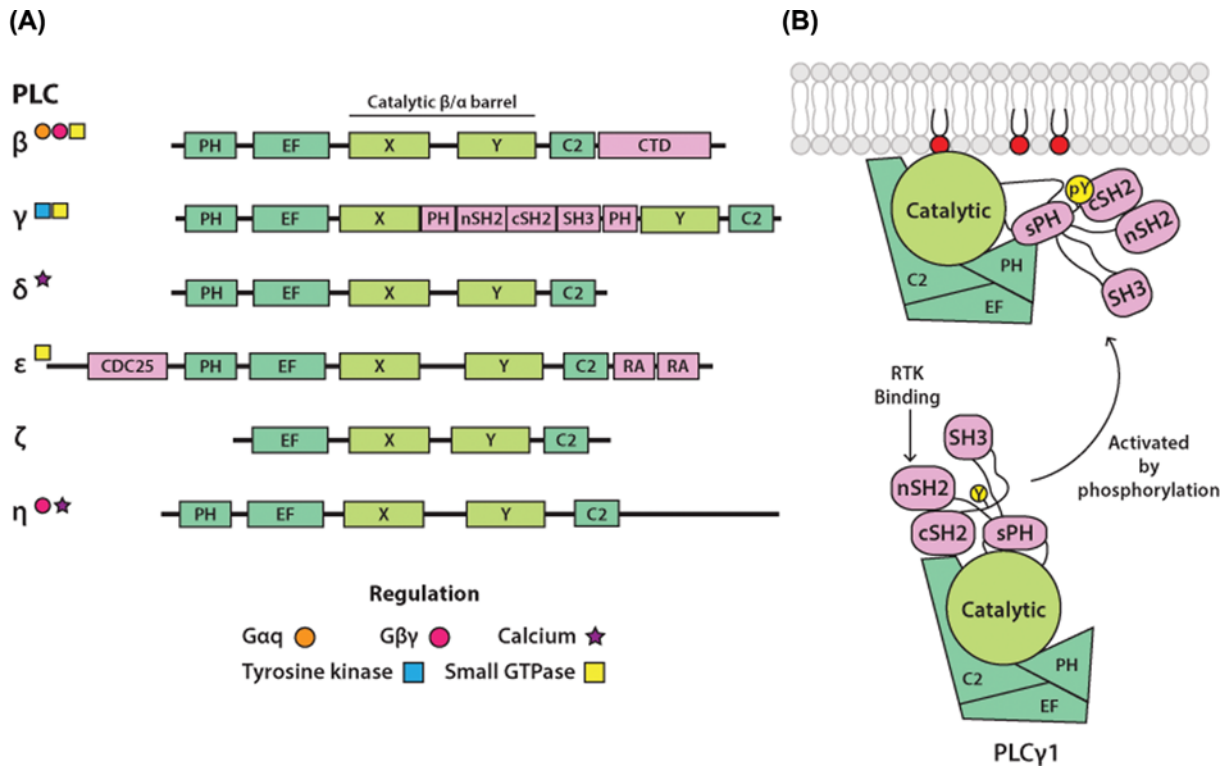 (A)
PLC
Catalytic β/α barrel
β PH EF X Y C2 CTD
γ PH EF X PH nSH2 cSH2 SH3 PH Y C2
δ PH EF X Y C2
ε CDC25 PH EF X Y C2 RA RA
ζ EF X Y C2
η PH EF X Y C2
Regulation
Gαq Gβγ Calcium
Tyrosine kinase Small GTPase
(B)
Catalytic
pY
cSH2
sPH
nSH2
C2
PH
EF
SH3
RTK
Binding
SH3
nSH2
Y
cSH2
sPH
Activated
by
phosphorylation
Catalytic
C2
PH
EF
PLCγ1